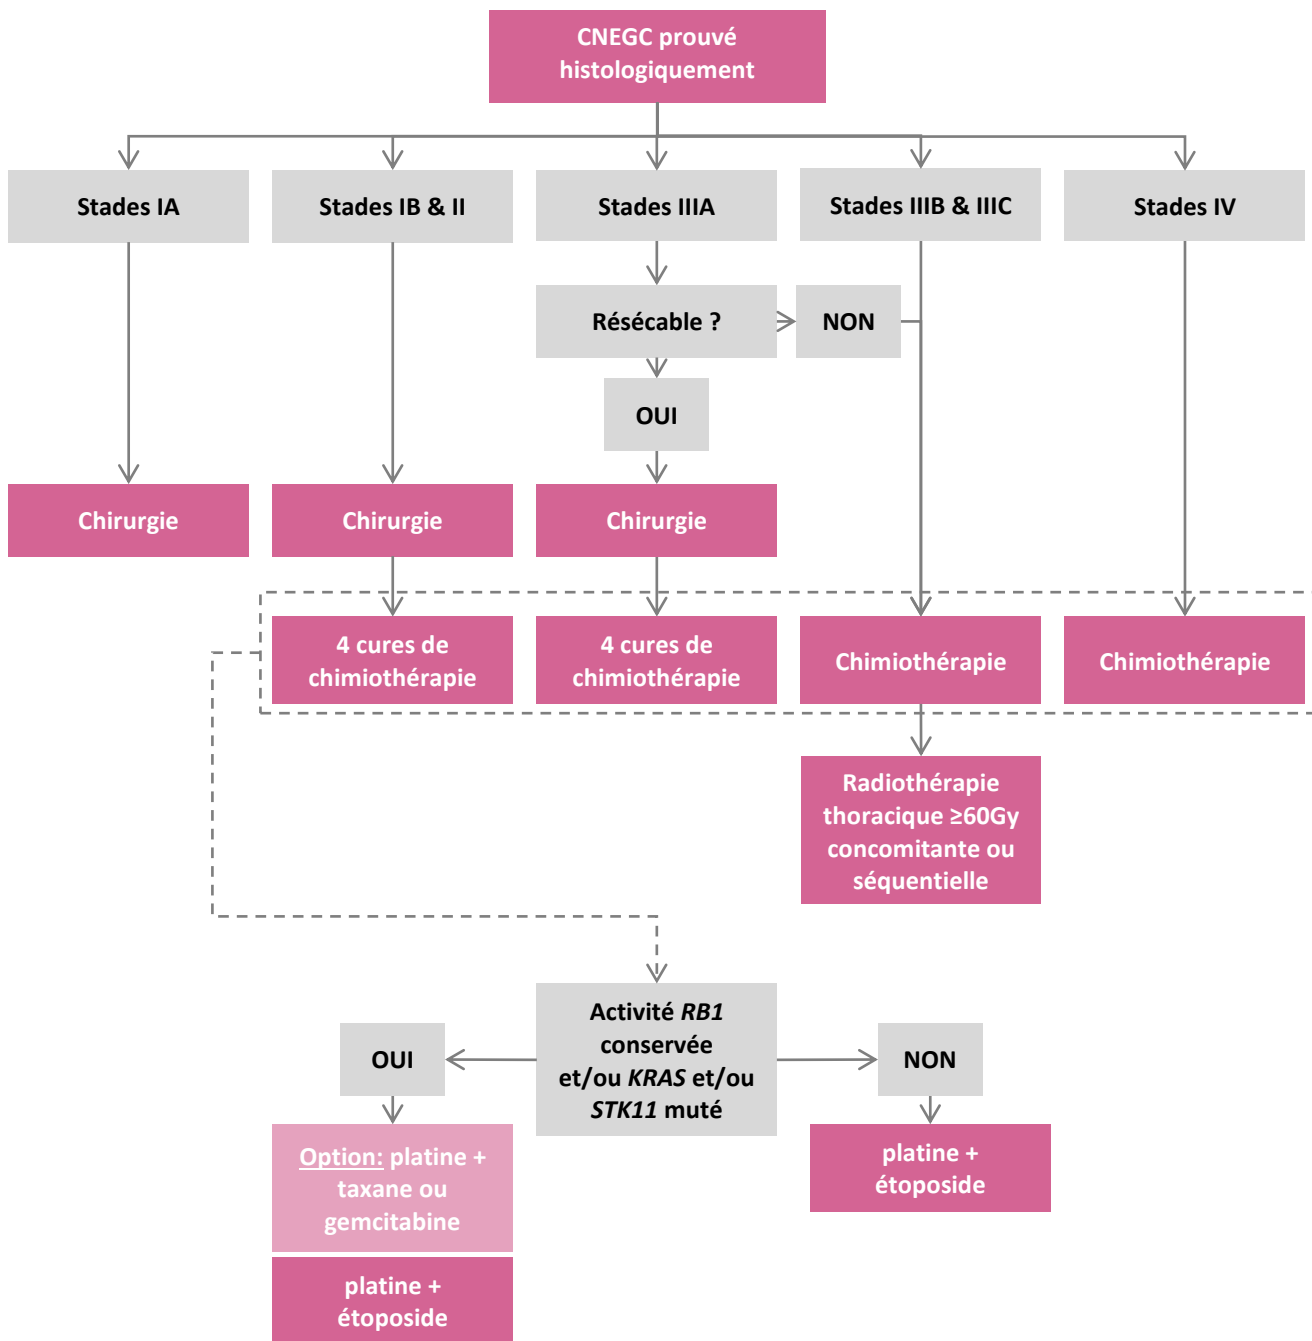 CNEGC prouvé
histologiquement
Stades IA
Stades IB & II
Stades IIIA
Stades IIIB & IIIC
Stades IV
Résécable ?
NON
OUI
Chirurgie
Chirurgie
Chirurgie
4 cures de
chimiothérapie
4 cures de
chimiothérapie
Chimiothérapie
Chimiothérapie
Radiothérapie
thoracique ≥60Gy
concomitante ou
séquentielle
Activité RB1
conservée
et/ou KRAS et/ou
STK11 muté
OUI
NON
Option: platine +
taxane ou
gemcitabine
platine +
étoposide
platine +
étoposide